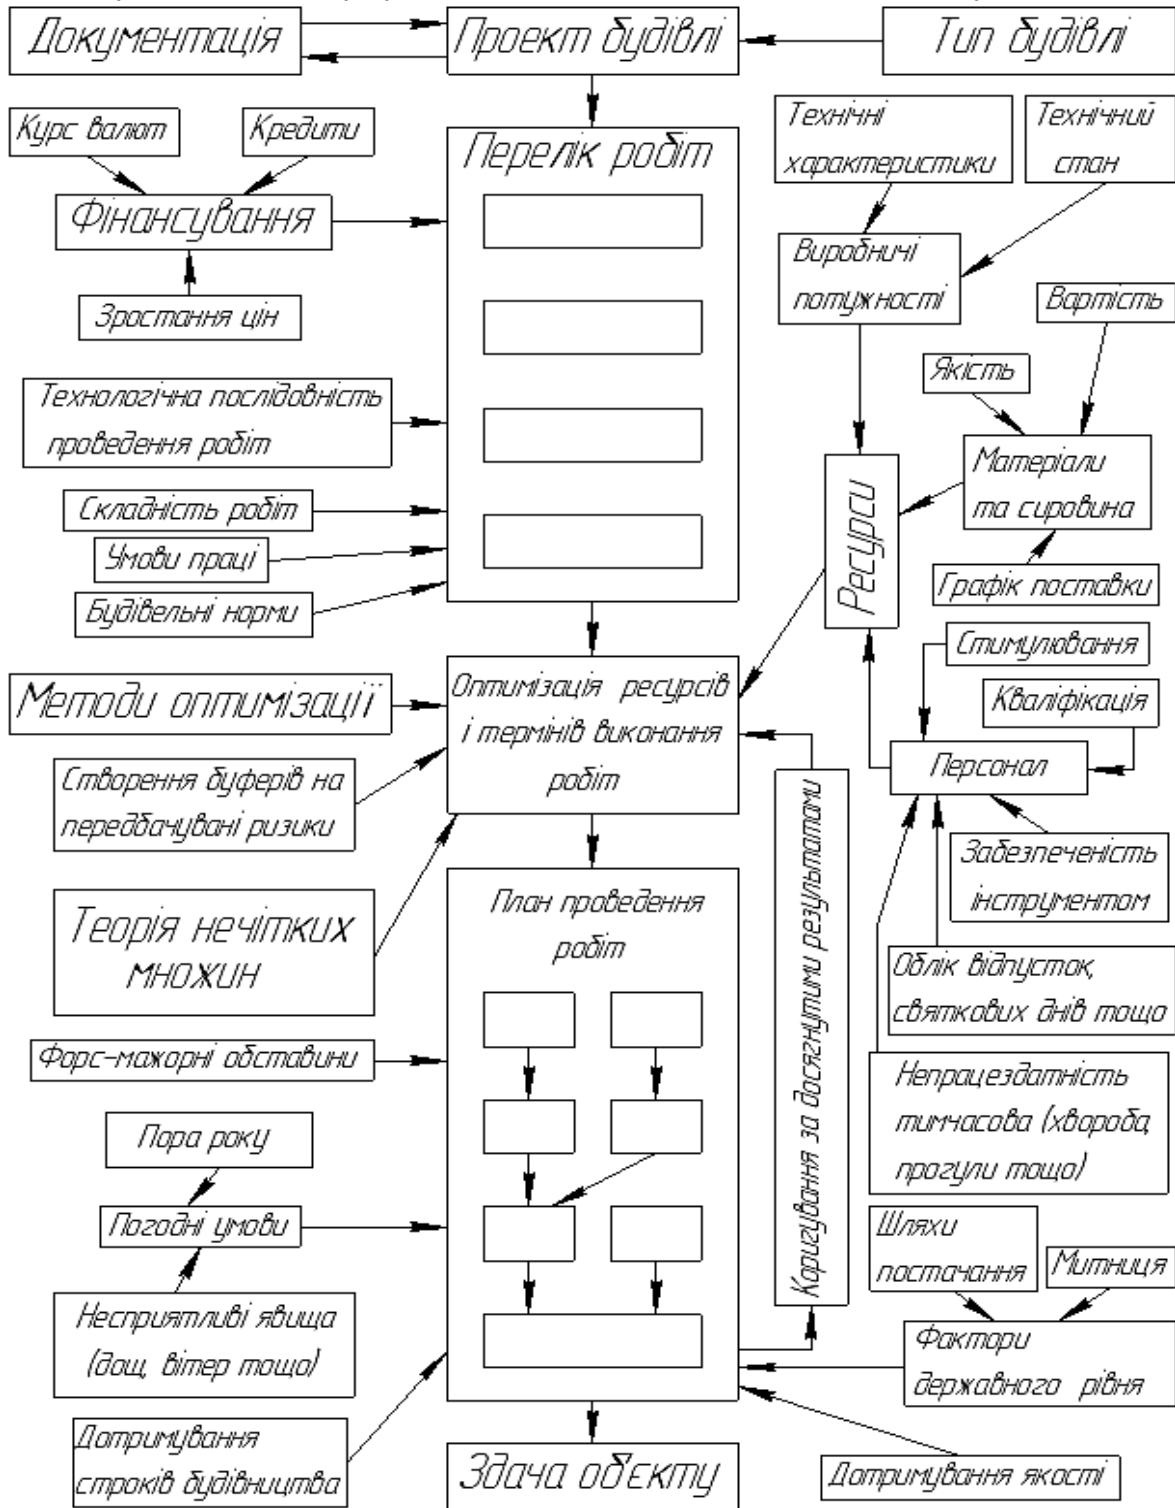 Документація
Проект будівлі
Тип будівлі
Курс валют
Кредити
Фінансування
Зростання цін
Перелік робіт
Технічні
характеристики
Технічний
стан
Виробничі
потужності
Вартість
Якість
Матеріали
та сировина
Графік поставки
Технологічна послідовність
проведення робіт
Складність робіт
Умови праці
Будівельні норми
Ресурси
Стимулювання
Кваліфікація
Персонал
Забезпеченість
інструментом
Облік відпусток,
святкових днів тощо
Непрацездатність
тимчасова (хвороба,
прогули тощо)
Методи оптимізації
Оптимізація ресурсів
і термінів виконання
робіт
Створення буферів на
передбачувані ризики
Теорія нечітких
множин
План проведення
робіт
Коригування за досягнутими результатами
Форс-мажорні обставини
Пора року
Погодні умови
Несприятливі явища
(дощ, вітер тощо)
Шляхи
постачання
Митниця
Фактори
державного рівня
Дотримування
строків будівництва
Здача об'єкту
Дотримування якості